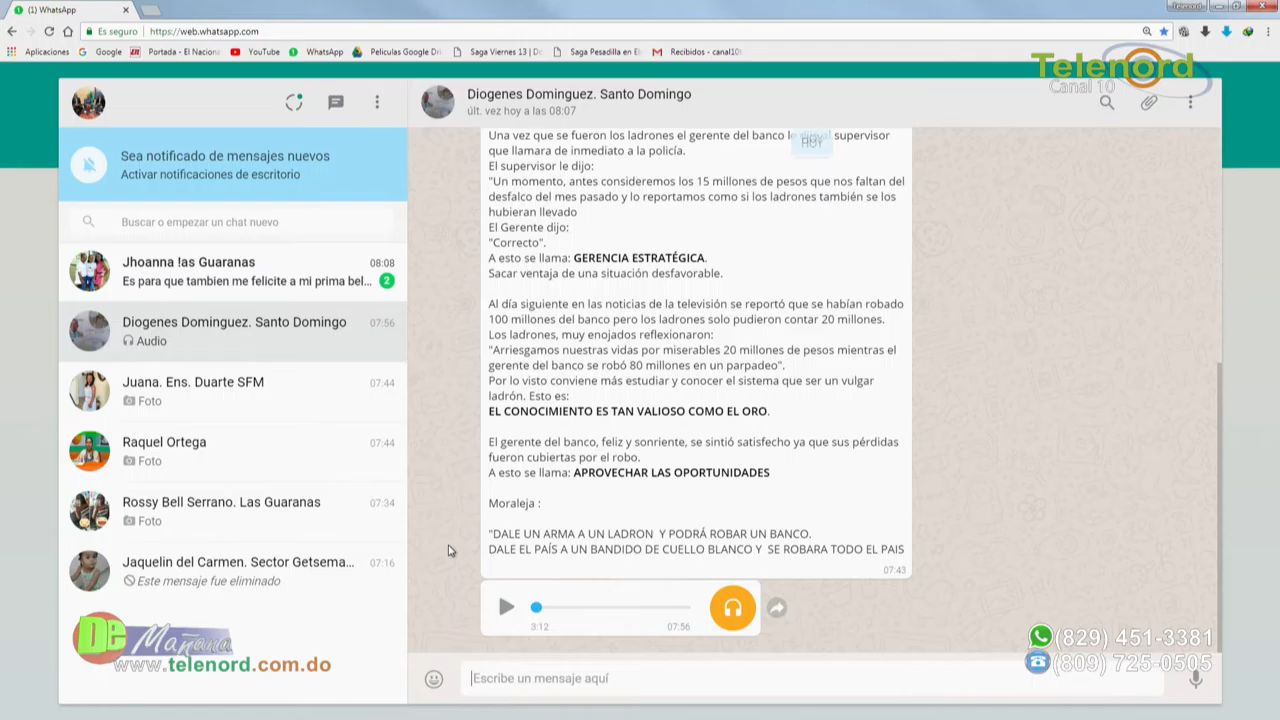 (1) WhatsApp
Telenord
Es seguro
https://web.whatsapp.com
Aplicaciones
Google
Portada - El Naciona
YouTube
WhatsApp
Peliculas Google Dri
Saga Viernes 13 | Do
Saga Pesadilla en El
Recibidos - canal10
Telenord
Canal 10
Diogenes Dominguez. Santo Domingo
últ. vez hoy a las 08:07
Sea notificado de mensajes nuevos
Activar notificaciones de escritorio
Buscar o empezar un chat nuevo
Jhoanna !as Guaranas 08:08
Es para que tambien me felicite a mi prima bel... 2
Diogenes Dominguez. Santo Domingo 07:56
Audio
Juana. Ens. Duarte SFM 07:44
Foto
Raquel Ortega 07:44
Foto
Rossy Bell Serrano. Las Guaranas 07:34
Foto
Jaquelin del Carmen. Sector Getsema... 07:16
Este mensaje fue eliminado
De Mañana
www.telenord.com.do
HOY
Una vez que se fueron los ladrones el gerente del banco le supervisor
que llamara de inmediato a la policía.
El supervisor le dijo:
"Un momento, antes consideremos los 15 millones de pesos que nos faltan del
desfalco del mes pasado y lo reportamos como si los ladrones también se los
hubieran llevado
El Gerente dijo:
"Correcto".
A esto se llama: GERENCIA ESTRATÉGICA.
Sacar ventaja de una situación desfavorable.
Al día siguiente en las noticias de la televisión se reportó que se habían robado
100 millones del banco pero los ladrones solo pudieron contar 20 millones.
Los ladrones, muy enojados reflexionaron:
"Arriesgamos nuestras vidas por miserables 20 millones de pesos mientras el
gerente del banco se robó 80 millones en un parpadeo".
Por lo visto conviene más estudiar y conocer el sistema que ser un vulgar
ladrón. Esto es:
EL CONOCIMIENTO ES TAN VALIOSO COMO EL ORO.
El gerente del banco, feliz y sonriente, se sintió satisfecho ya que sus pérdidas
fueron cubiertas por el robo.
A esto se llama: APROVECHAR LAS OPORTUNIDADES
Moraleja :
"DALE UN ARMA A UN LADRON Y PODRÁ ROBAR UN BANCO.
DALE EL PAÍS A UN BANDIDO DE CUELLO BLANCO Y SE ROBARA TODO EL PAIS
07:43
3:12 07:56
(829) 451-3381
(809) 725-0505
Escribe un mensaje aquí